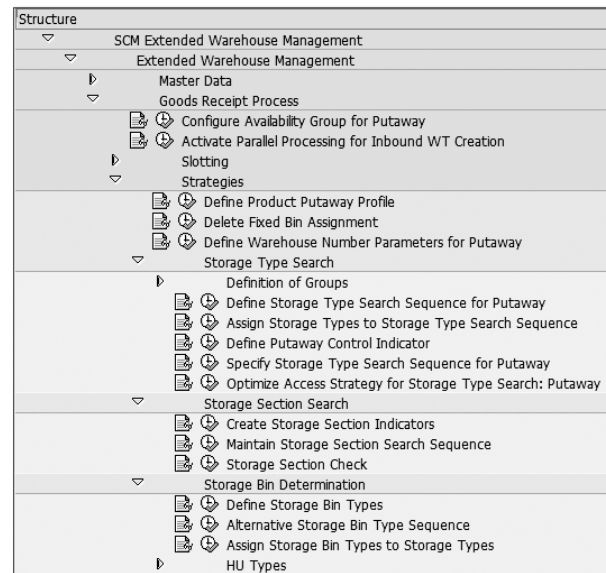 Structure
SCM Extended Warehouse Management
Extended Warehouse Management
Master Data
Goods Receipt Process
Configure Availability Group for Putaway
Activate Parallel Processing for Inbound WT Creation
Slotting
Strategies
Define Product Putaway Profile
Delete Fixed Bin Assignment
Define Warehouse Number Parameters for Putaway
Storage Type Search
Definition of Groups
Define Storage Type Search Sequence for Putaway
Assign Storage Types to Storage Type Search Sequence
Define Putaway Control Indicator
Specify Storage Type Search Sequence for Putaway
Optimize Access Strategy for Storage Type Search: Putaway
Storage Section Search
Create Storage Section Indicators
Maintain Storage Section Search Sequence
Storage Section Check
Storage Bin Determination
Define Storage Bin Types
Alternative Storage Bin Type Sequence
Assign Storage Bin Types to Storage Types
HU Types